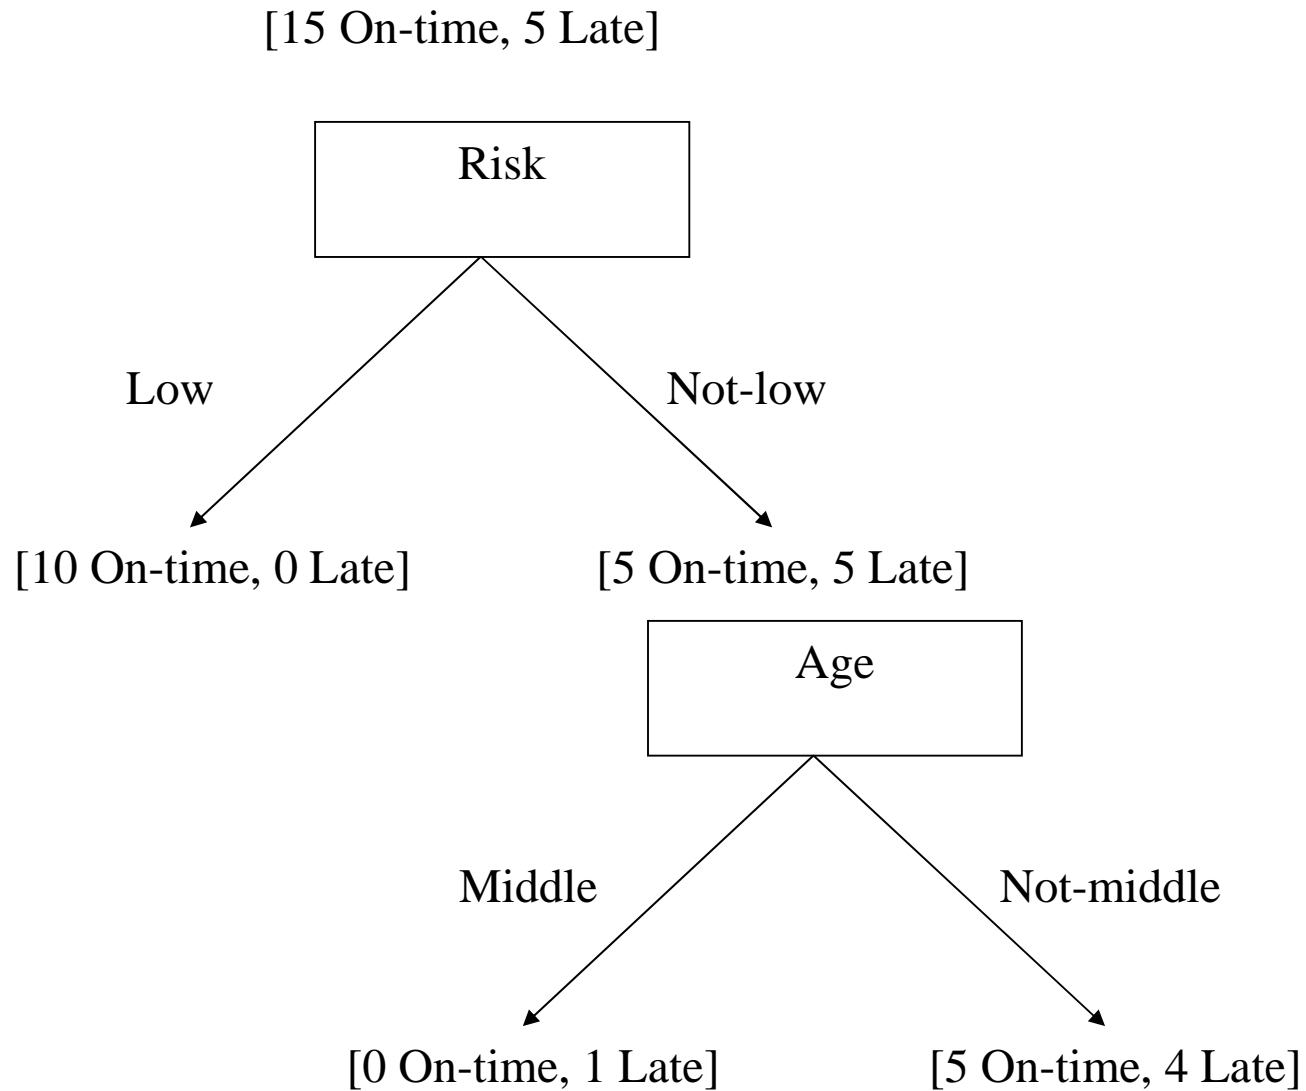 [15 On-time, 5 Late]
Risk
Low
Not-low
[10 On-time, 0 Late]
[5 On-time, 5 Late]
Age
Middle
Not-middle
[0 On-time, 1 Late]
[5 On-time, 4 Late]